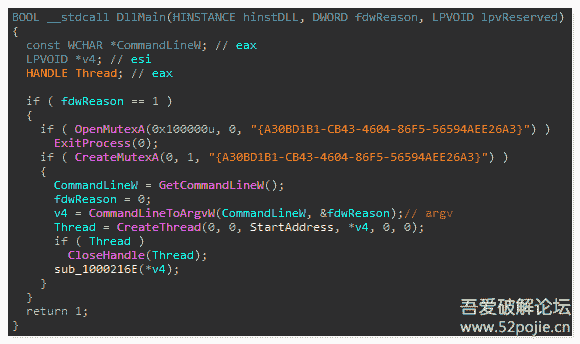 BOOL __stdcall DllMain(HINSTANCE hinstDLL, DWORD fdwReason, LPVOID lpvReserved)
{
  const WCHAR *CommandLineW; // eax
  LPVOID *v4; // esi
  HANDLE Thread; // eax

  if ( fdwReason == 1 )
  {
    if ( OpenMutexA(0x100000u, 0, "{A30BD1B1-CB43-4604-86F5-56594AEE26A3}") )
      ExitProcess(0);
    if ( CreateMutexA(0, 1, "{A30BD1B1-CB43-4604-86F5-56594AEE26A3}") )
    {
      CommandLineW = GetCommandLineW();
      fdwReason = 0;
      v4 = CommandLineToArgvW(CommandLineW, &fdwReason);// argv
      Thread = CreateThread(0, 0, StartAddress, *v4, 0, 0);
      if ( Thread )
        CloseHandle(Thread);
      sub_1000216E(*v4);
    }
  }
  return 1;
}
吾爱破解论坛
www.52pojie.cn